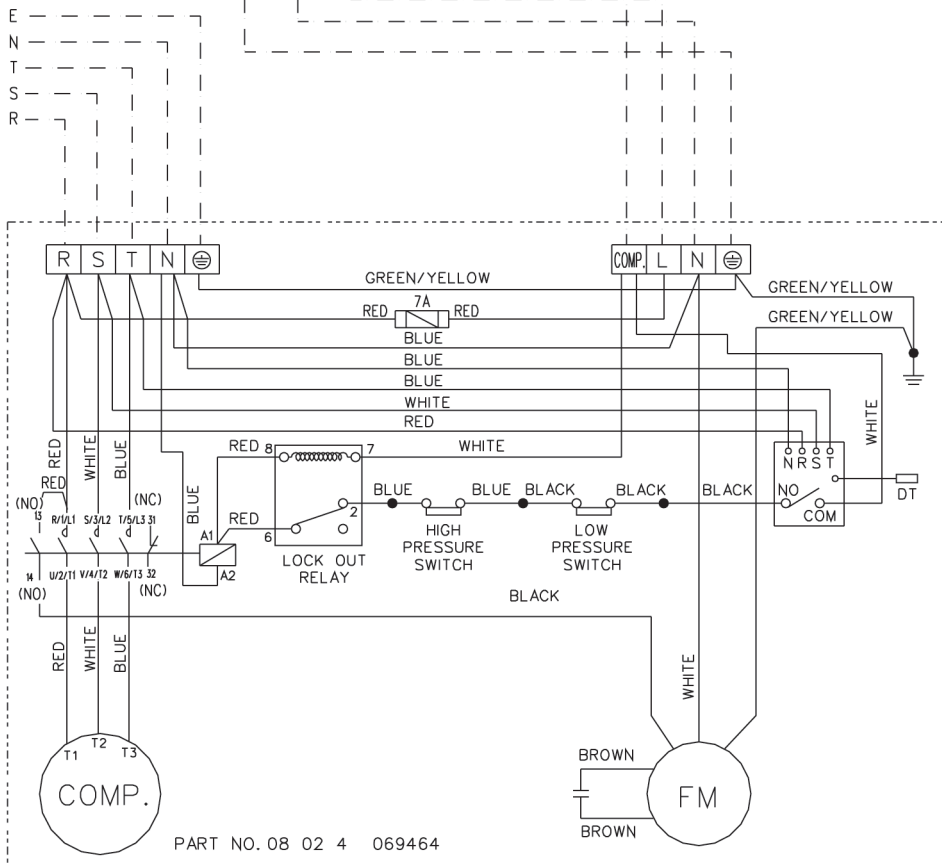 E
N
T
S
R
R S T N
COMP. L N
GREEN/YELLOW
GREEN/YELLOW
RED 7A RED
GREEN/YELLOW
BLUE
BLUE
BLUE
WHITE
RED
WHITE
RED
WHITE
BLUE
BLUE
RED 8
7
WHITE
N R S T
RED
(NO)
13
R/1/L1 S/3/L2 T/5/L3 31
(NC)
BLUE 2 BLUE BLACK BLACK BLACK
NO
COM
DT
RED
6
A1
A2
LOCK OUT
RELAY
HIGH
PRESSURE
SWITCH
LOW
PRESSURE
SWITCH
14
(NO)
U/2/T1 V/4/T2 W/6/T3 32
(NC)
BLACK
RED
WHITE
BLUE
WHITE
T1 T2 T3
COMP.
BROWN
FM
BROWN
PART NO. 08 02 4 069464